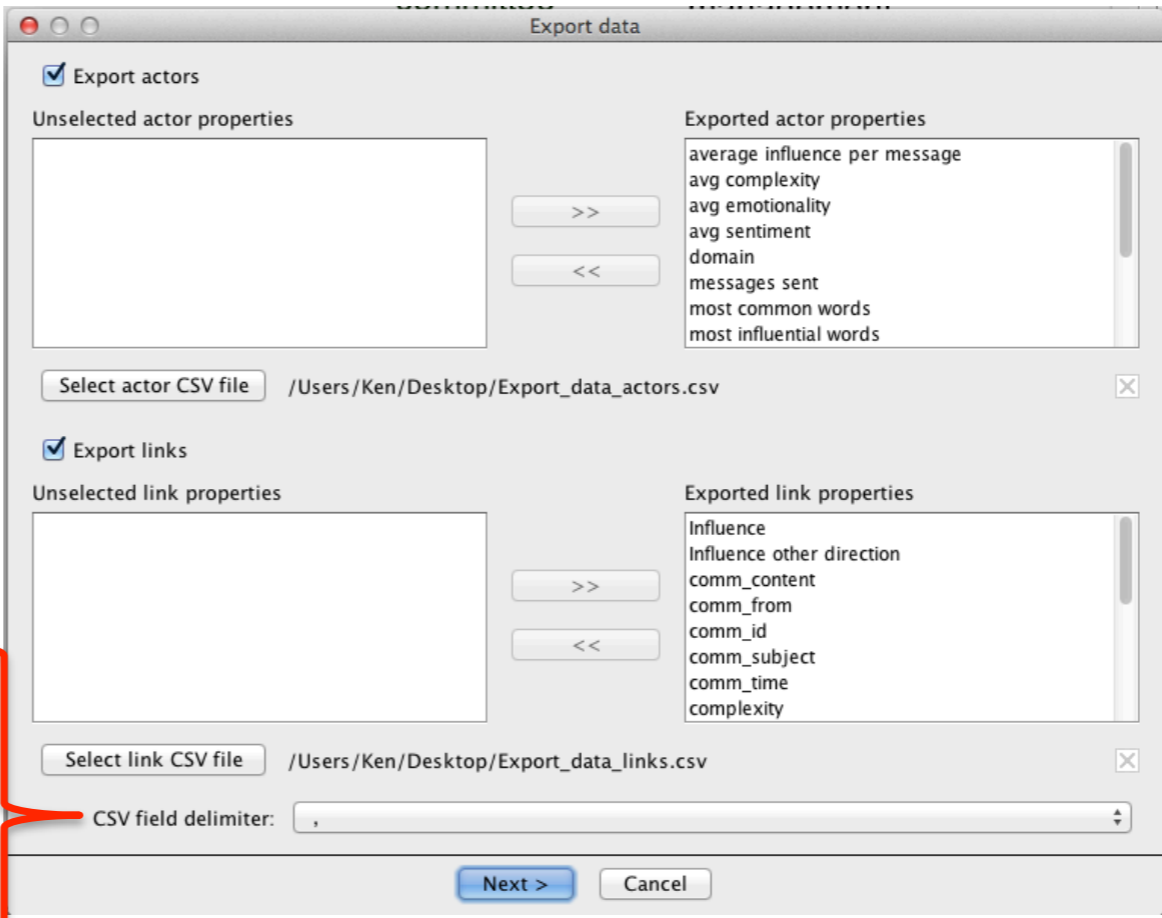 Export data
Export actors
Unselected actor properties
Exported actor properties
average influence per message
avg complexity
avg emotionality
avg sentiment
domain
messages sent
most common words
most influential words
>>
<<
Select actor CSV file /Users/Ken/Desktop/Export_data_actors.csv
Export links
Unselected link properties
Exported link properties
Influence
Influence other direction
comm_content
comm_from
comm_id
comm_subject
comm_time
complexity
>>
<<
Select link CSV file /Users/Ken/Desktop/Export_data_links.csv
CSV field delimiter: ,
Next > Cancel